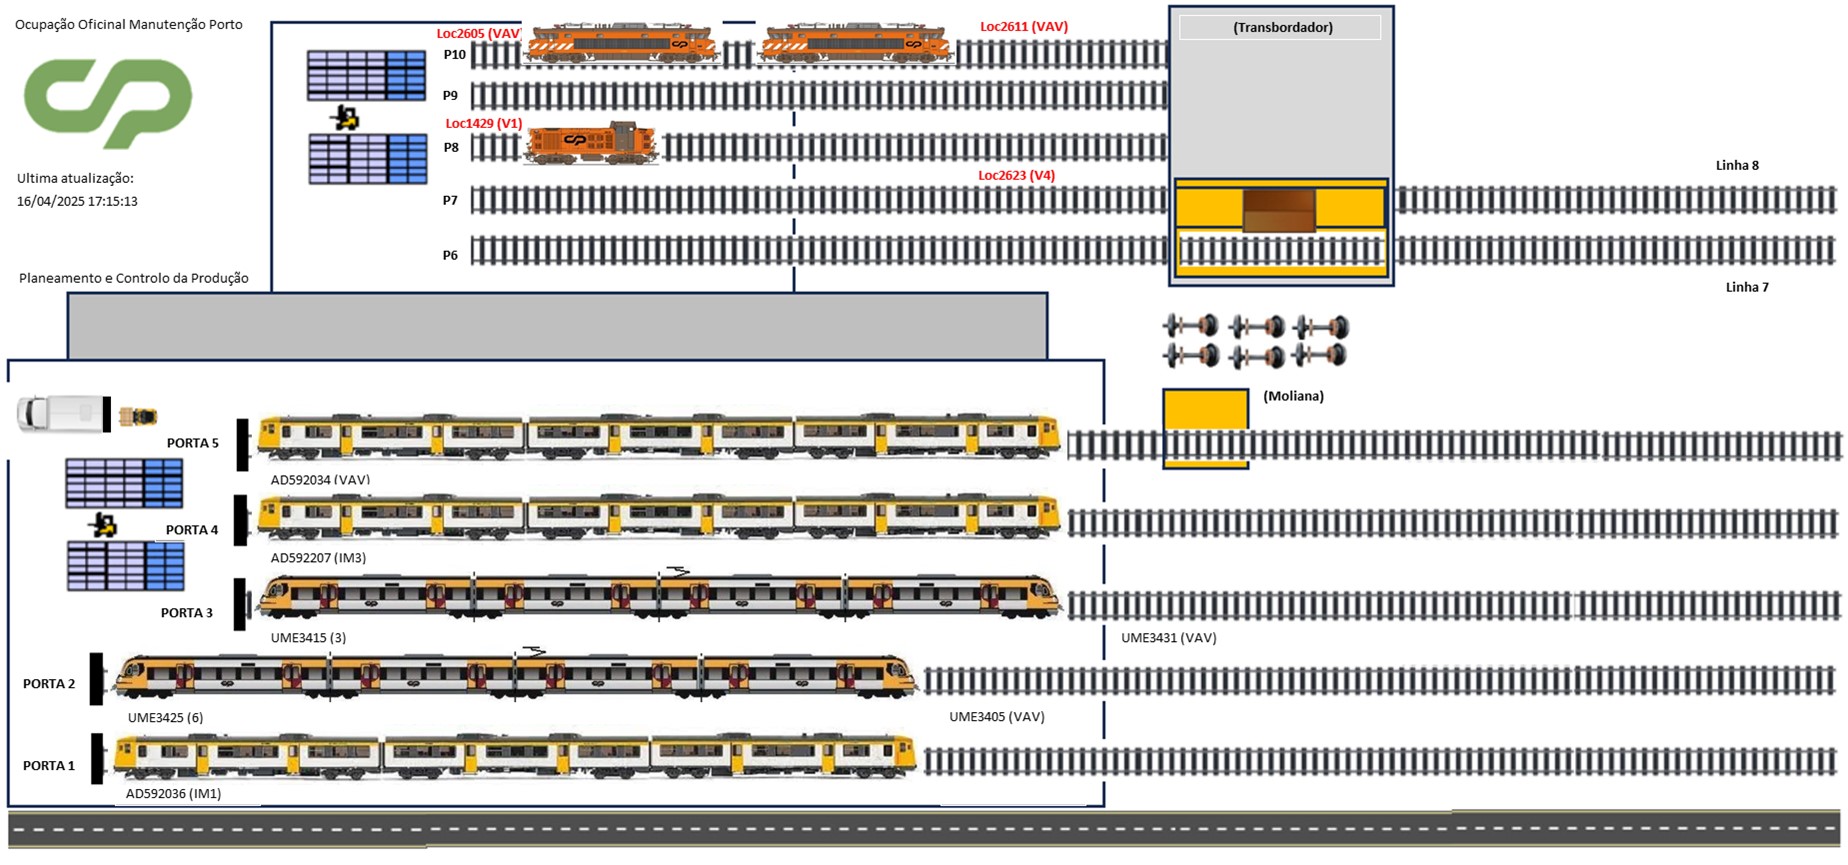 Ocupação Oficinal Manutenção Porto
Ultima atualização:
16/04/2025 17:15:13
Planeamento e Controlo da Produção
Loc2605 (VAV)
Loc2611 (VAV)
P10
P9
Loc1429 (V1)
P8
Loc2623 (V4)
P7
P6
(Transbordador)
Linha 8
Linha 7
(Moliana)
PORTA 5
AD592034 (VAV)
PORTA 4
AD592207 (IM3)
PORTA 3
UME3415 (3)
UME3431 (VAV)
PORTA 2
UME3425 (6)
UME3405 (VAV)
PORTA 1
AD592036 (IM1)